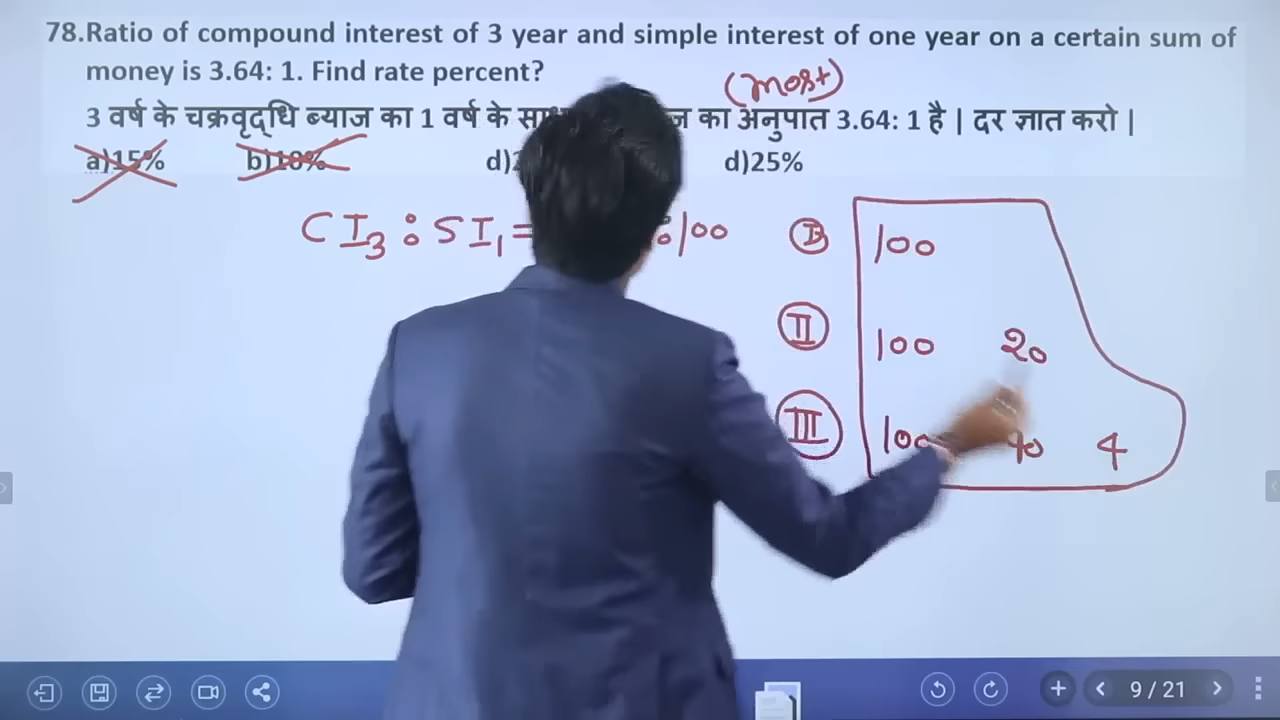 78.Ratio of compound interest of 3 year and simple interest of one year on a certain sum of
money is 3.64: 1. Find rate percent?
(most)
3 वर्ष के चक्रवृद्धि ब्याज का 1 वर्ष के का अनुपात 3.64: 1 है | दर ज्ञात करो |
a)15% b)10% d) d)25%
CI₃ : SI₁ = :100
I 100
II 100 20
III 100 40 4
9 / 21